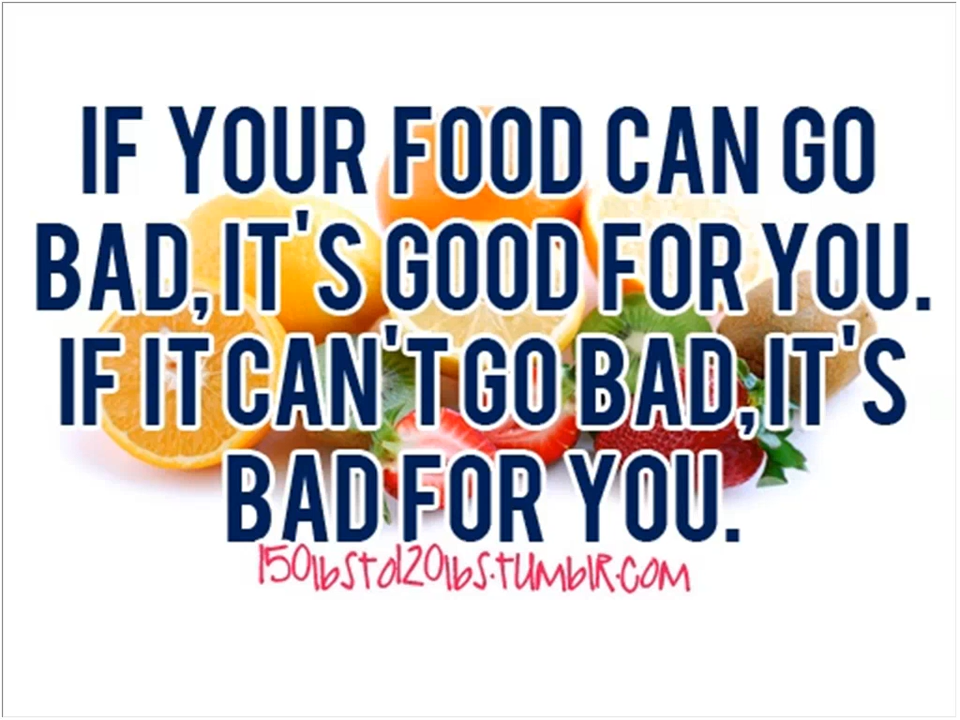 IF YOUR FOOD CAN GO
BAD, IT'S GOOD FOR YOU.
IF IT CAN'T GO BAD, IT'S
BAD FOR YOU.
150lbsto120lbs.tumblr.com